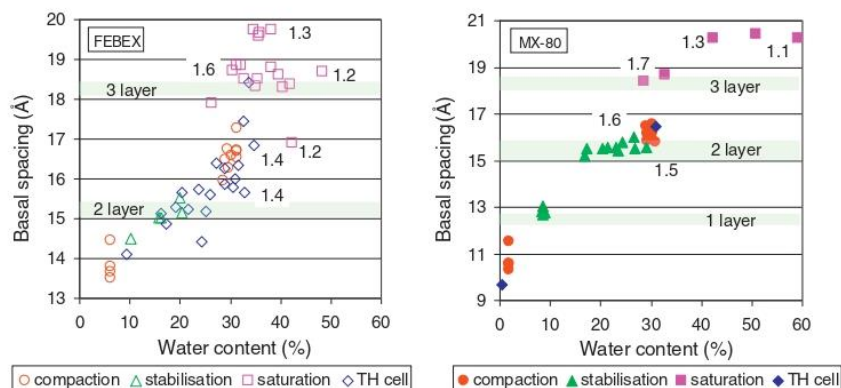 FEBEX
Basal spacing (Å)
20
19
18
17
16
15
14
13
1.3
1.6
1.2
3 layer
1.2
1.4
1.4
2 layer
0 10 20 30 40 50 60
Water content (%)
compaction stabilisation saturation TH cell
MX-80
Basal spacing (Å)
21
19
17
15
13
11
9
1.3
1.1
1.7
3 layer
1.6
2 layer
1.5
1 layer
0 10 20 30 40 50 60
Water content (%)
compaction stabilisation saturation TH cell